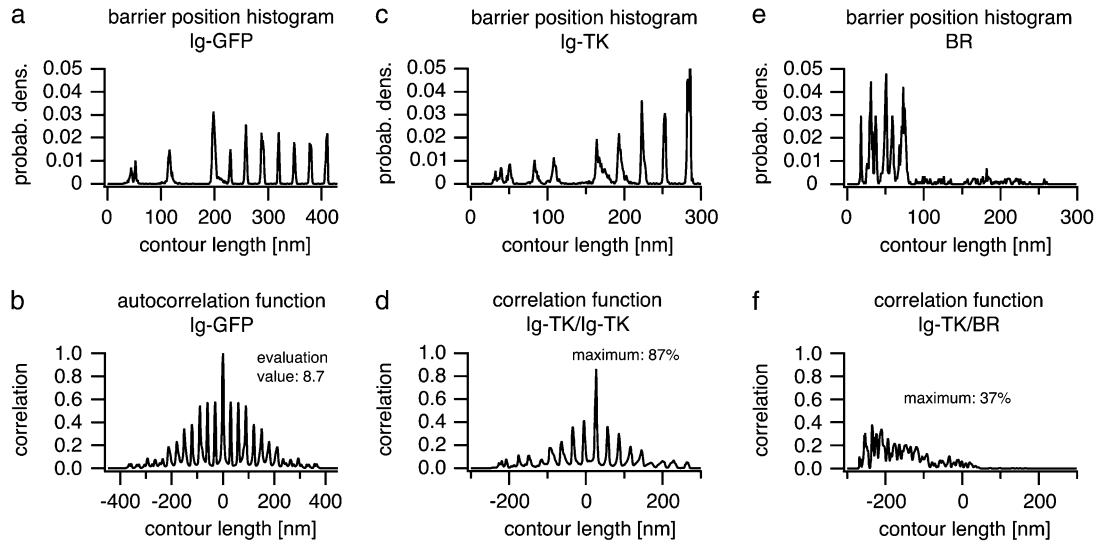 a
barrier position histogram
Ig-GFP
probab. dens.
0.05
0.04
0.03
0.02
0.01
0
0 100 200 300 400
contour length [nm]
c
barrier position histogram
Ig-TK
probab. dens.
0.05
0.04
0.03
0.02
0.01
0
0 100 200 300
contour length [nm]
e
barrier position histogram
BR
probab. dens.
0.05
0.04
0.03
0.02
0.01
0
0 100 200 300
contour length [nm]
b
autocorrelation function
Ig-GFP
correlation
1.0
0.8
0.6
0.4
0.2
0.0
evaluation
value: 8.7
-400 -200 0 200 400
contour length [nm]
d
correlation function
Ig-TK/Ig-TK
correlation
1.0
0.8
0.6
0.4
0.2
0.0
maximum: 87%
-200 0 200
contour length [nm]
f
correlation function
Ig-TK/BR
correlation
1.0
0.8
0.6
0.4
0.2
0.0
maximum: 37%
-200 0 200
contour length [nm]